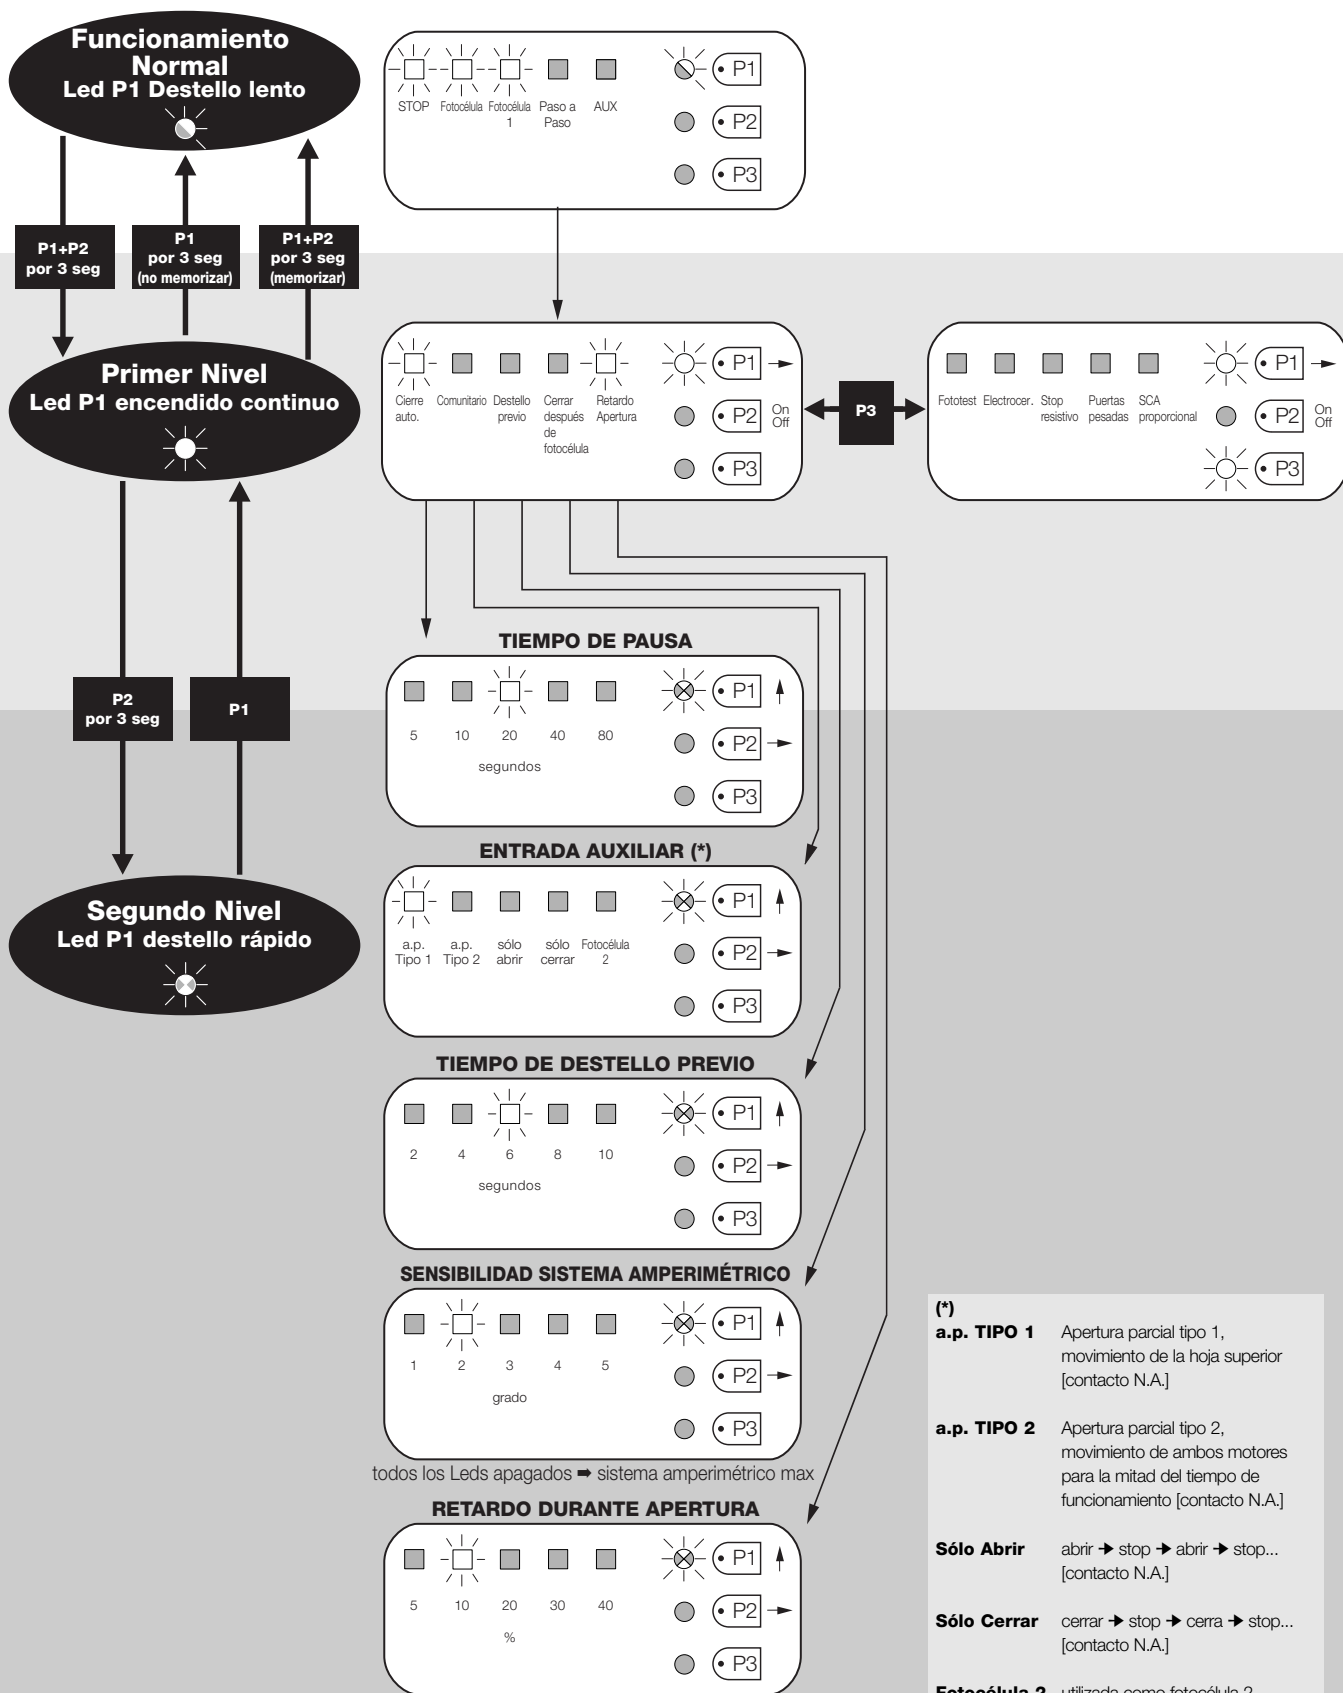 Funcionamiento
Normal
Led P1 Destello lento
STOP
Fotocélula
Fotocélula
1
Paso a
Paso
AUX
P1
P2
P3
P1+P2
por 3 seg
P1
por 3 seg
(no memorizar)
P1+P2
por 3 seg
(memorizar)
Primer Nivel
Led P1 encendido continuo
Cierre
auto.
Comunitario
Destello
previo
Cerrar
después
de
fotocélula
Retardo
Apertura
P1
P2
On
Off
P3
P3
Fototest
Electrocer.
Stop
resistivo
Puertas
pesadas
SCA
proporcional
P1
P2
On
Off
P3
P2
por 3 seg
P1
TIEMPO DE PAUSA
5 10 20 40 80
segundos
P1
P2
P3
Segundo Nivel
Led P1 destello rápido
ENTRADA AUXILIAR (*)
a.p.
Tipo 1
a.p.
Tipo 2
sólo
abrir
sólo
cerrar
Fotocélula
2
P1
P2
P3
TIEMPO DE DESTELLO PREVIO
2 4 6 8 10
segundos
P1
P2
P3
SENSIBILIDAD SISTEMA AMPERIMÉTRICO
1 2 3 4 5
grado
P1
P2
P3
todos los Leds apagados ➡ sistema amperimétrico max
RETARDO DURANTE APERTURA
5 10 20 30 40
%
P1
P2
P3
(*)
a.p. TIPO 1 Apertura parcial tipo 1,
movimiento de la hoja superior
[contacto N.A.]
a.p. TIPO 2 Apertura parcial tipo 2,
movimiento de ambos motores
para la mitad del tiempo de
funcionamiento [contacto N.A.]
Sólo Abrir abrir ➔ stop ➔ abrir ➔ stop...
[contacto N.A.]
Sólo Cerrar cerrar ➔ stop ➔ cerra ➔ stop...
[contacto N.A.]
Fotocélula 2 utilizada como fotocélula 2